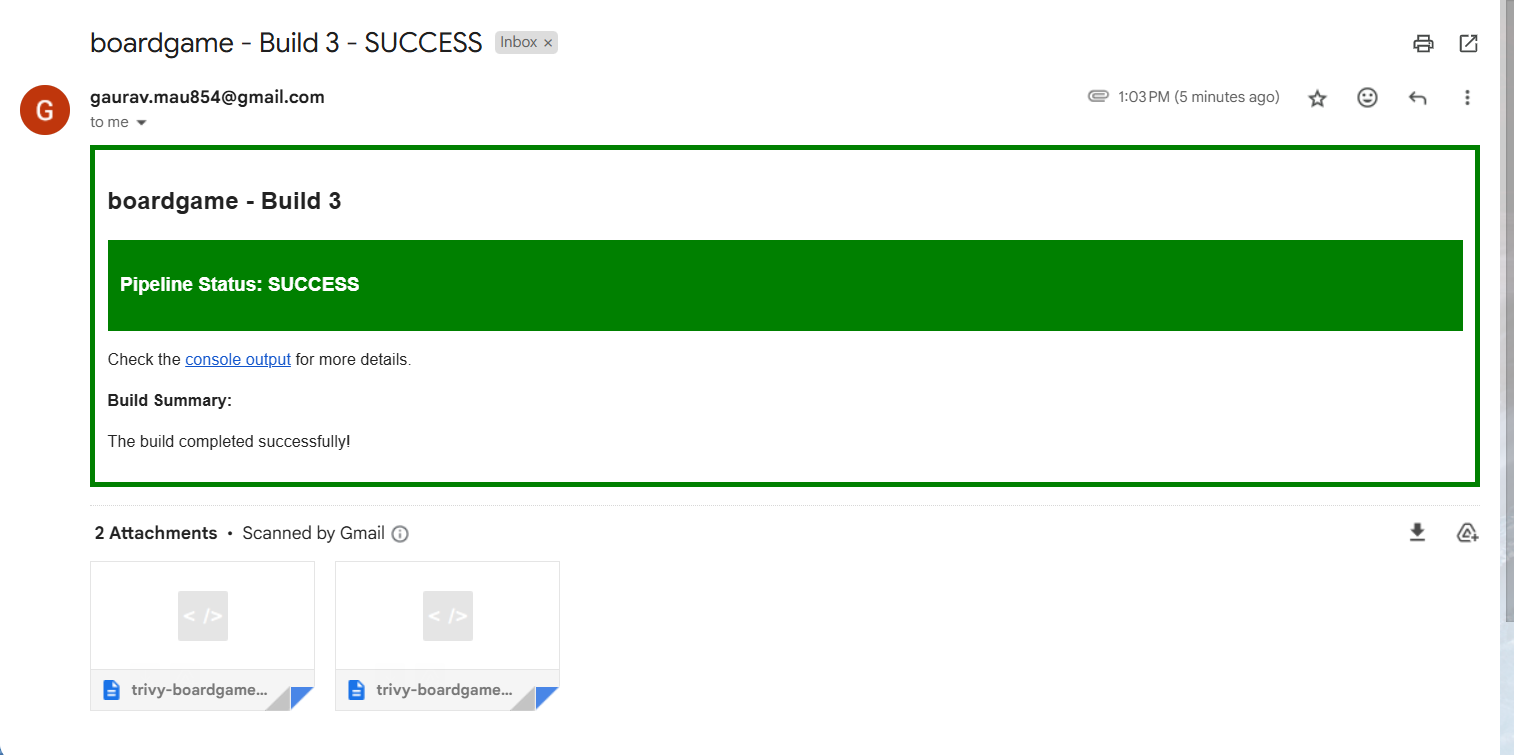 boardgame - Build 3 - SUCCESS Inbox ×
G
gaurav.mau854@gmail.com 1:03 PM (5 minutes ago)
to me
boardgame - Build 3
Pipeline Status: SUCCESS
Check the console output for more details.
Build Summary:
The build completed successfully!
2 Attachments • Scanned by Gmail
< /> < />
trivy-boardgame... trivy-boardgame...